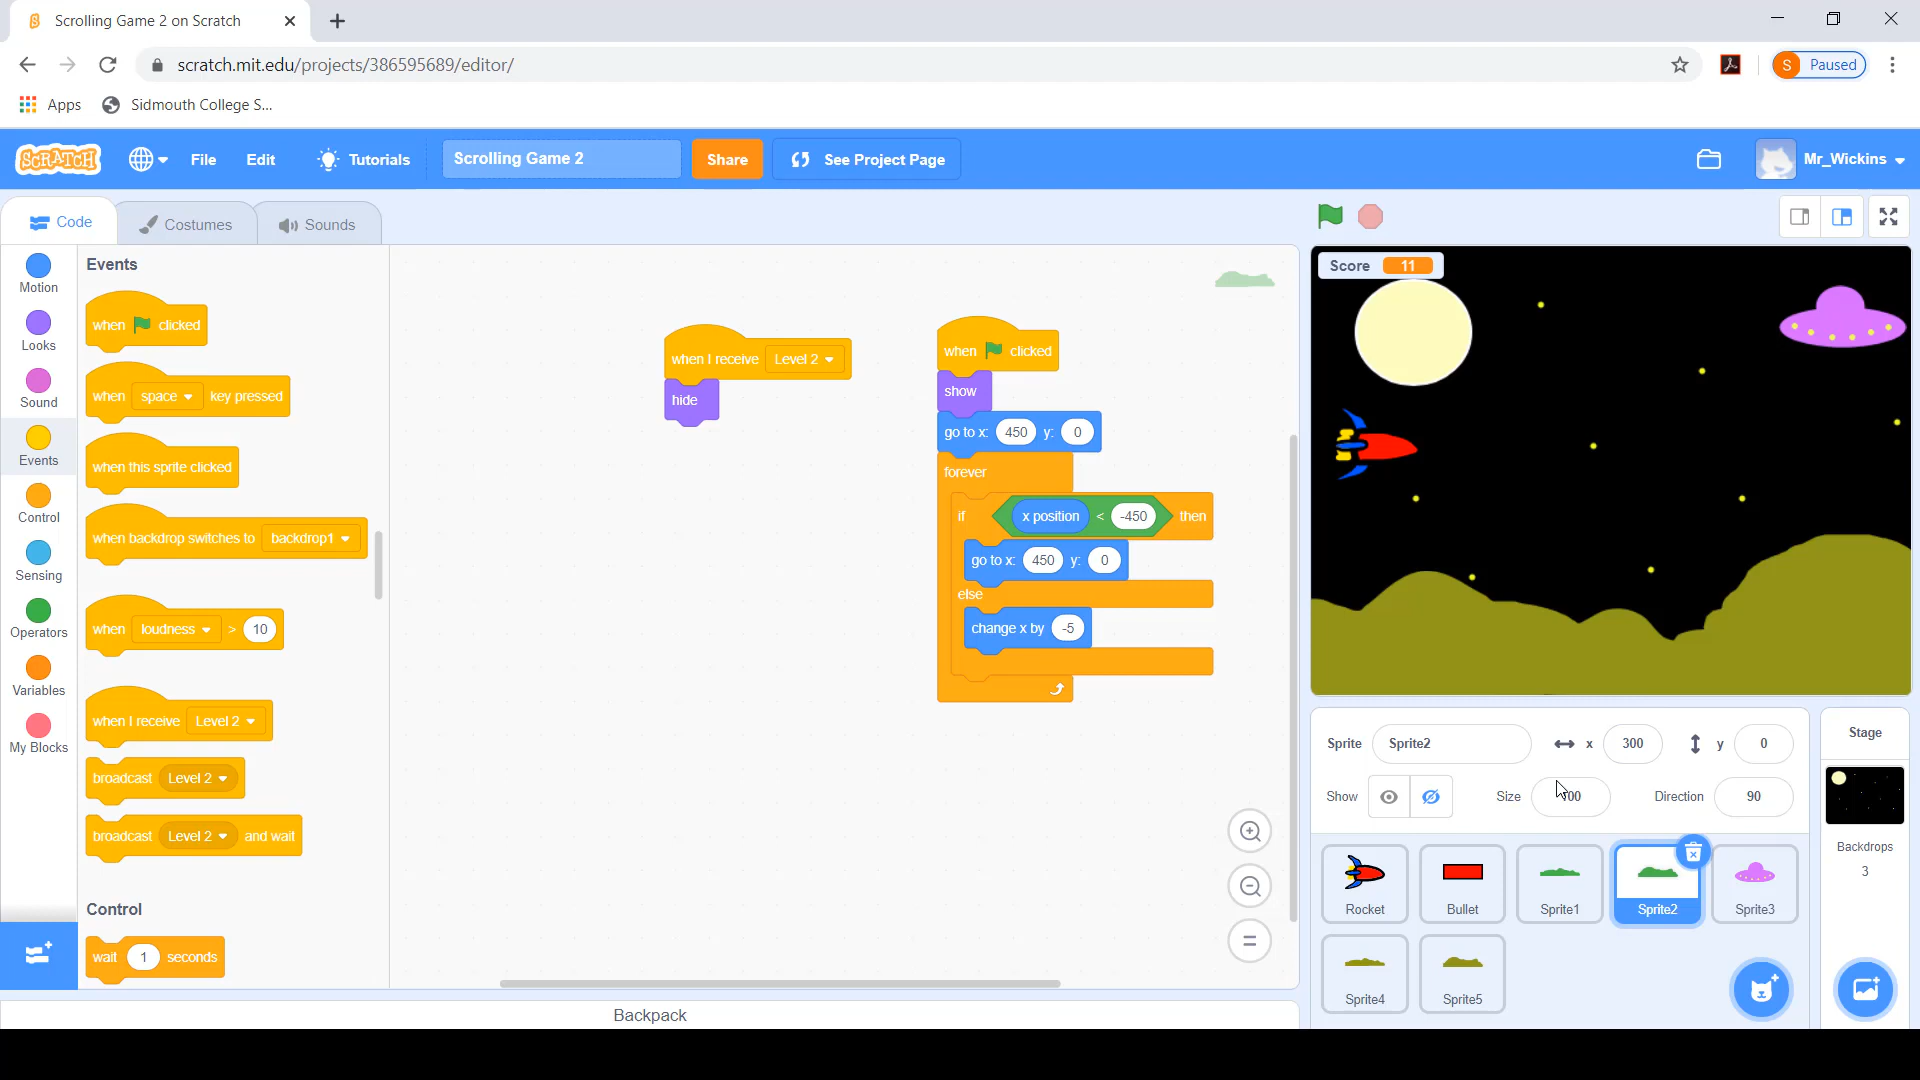 Scrolling Game 2 on Scratch
scratch.mit.edu/projects/386595689/editor/
S Paused
Apps Sidmouth College S...
SCRATCH File Edit Tutorials Scrolling Game 2 Share See Project Page Mr_Wickins
Code Costumes Sounds
Motion
Looks
Sound
Events
Control
Sensing
Operators
Variables
My Blocks
Events
when clicked
when space key pressed
when this sprite clicked
when backdrop switches to backdrop1
when loudness > 10
when I receive Level 2
broadcast Level 2
broadcast Level 2 and wait
Control
wait 1 seconds
when I receive Level 2
hide
when clicked
show
go to x: 450 y: 0
forever
if x position < -450 then
go to x: 450 y: 0
else
change x by -5
Backpack
Score 11
Sprite Sprite2 x 300 y 0
Show Size 100 Direction 90
Rocket Bullet Sprite1 Sprite2 Sprite3
Sprite4 Sprite5
Stage
Backdrops
3